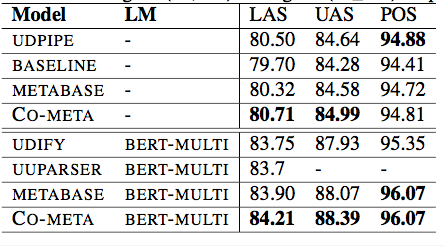 Model LM LAS UAS POS
UDPIPE - 80.50 84.64 94.88
BASELINE - 79.70 84.28 94.41
METABASE - 80.32 84.58 94.72
CO-META - 80.71 84.99 94.81
UDIFY BERT-MULTI 83.75 87.93 95.35
UUPARSER BERT-MULTI 83.7 - -
METABASE BERT-MULTI 83.90 88.07 96.07
CO-META BERT-MULTI 84.21 88.39 96.07